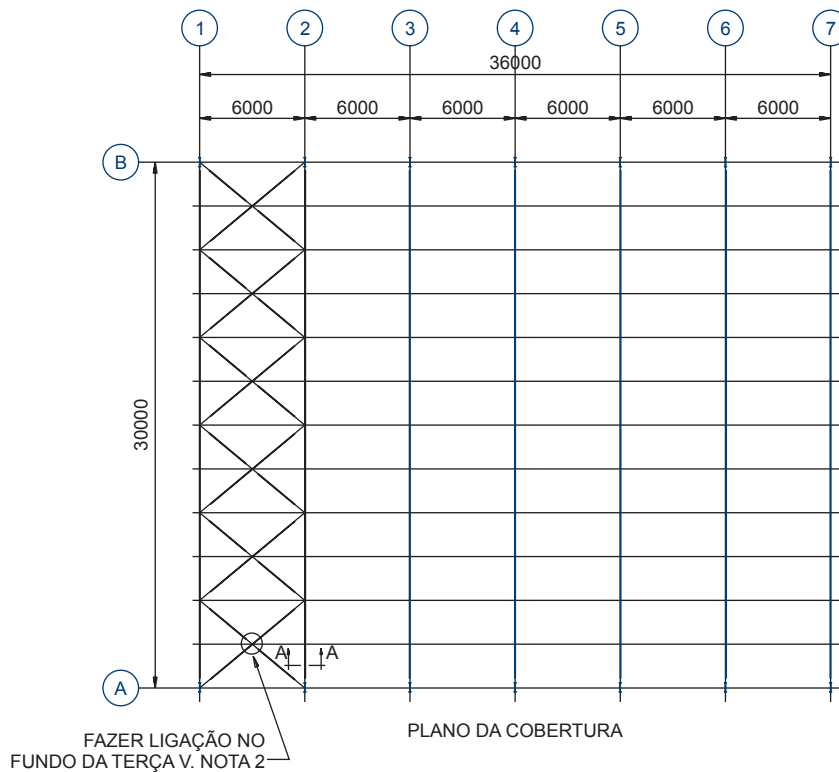 1 2 3 4 5 6 7
36000
6000 6000 6000 6000 6000 6000
B
30000
A A
A
PLANO DA COBERTURA
FAZER LIGAÇÃO NO
FUNDO DA TERÇA V. NOTA 2